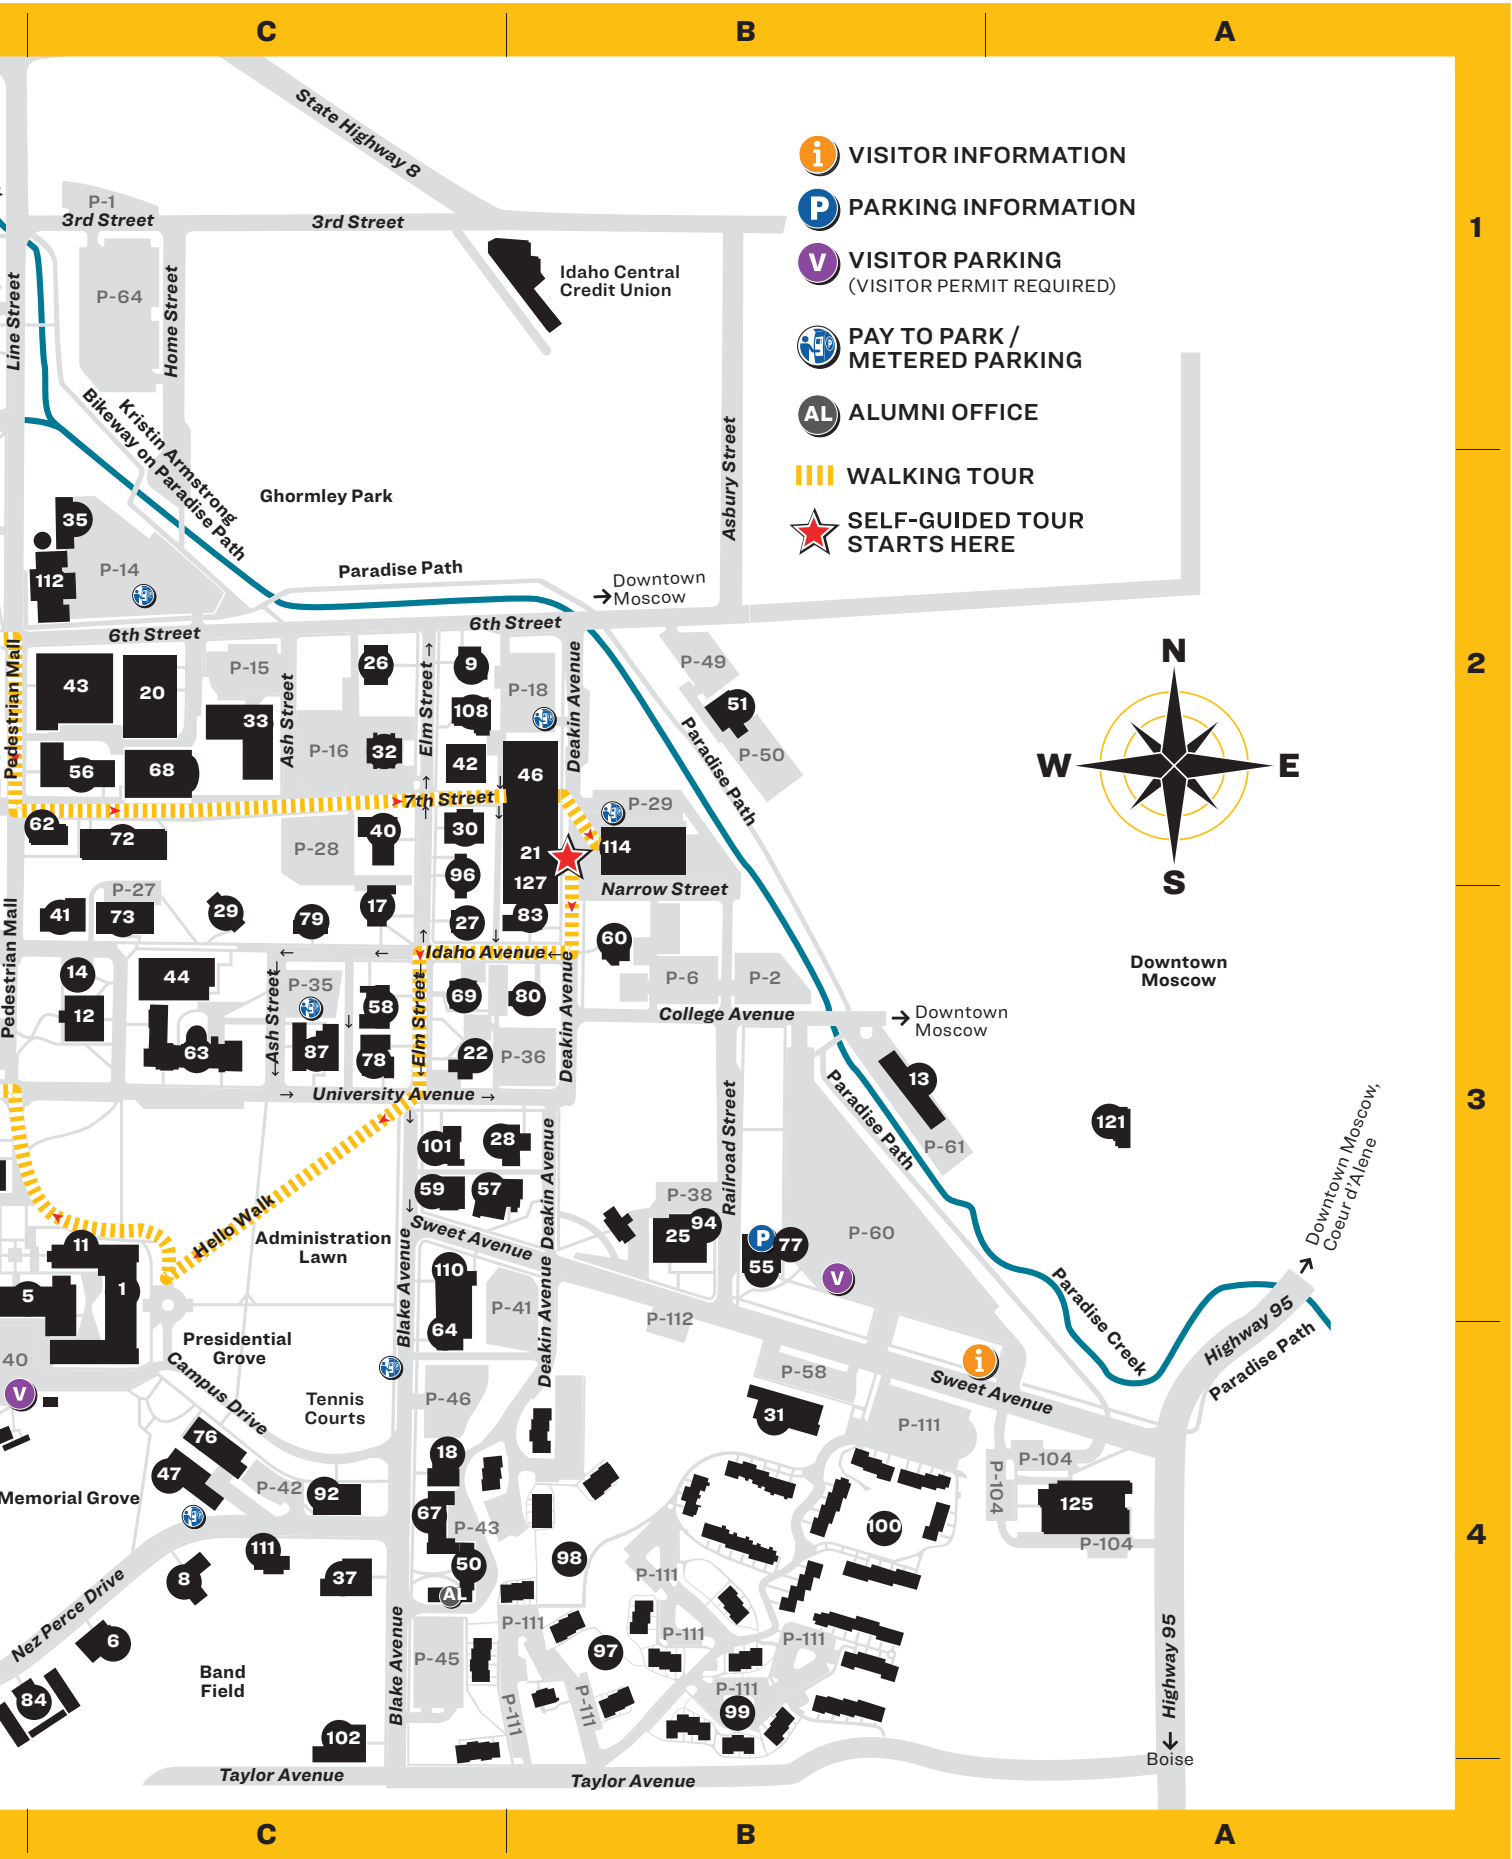 C
B
A
State Highway 8
VISITOR INFORMATION
PARKING INFORMATION
VISITOR PARKING
(VISITOR PERMIT REQUIRED)
PAY TO PARK /
METERED PARKING
ALUMNI OFFICE
WALKING TOUR
SELF-GUIDED TOUR
STARTS HERE
i
P
V
AL
P-1
3rd Street
3rd Street
1
Idaho Central
Credit Union
P-64
Line Street
Home Street
Asbury Street
Kristin Armstrong
Bikeway on Paradise Path
Ghormley Park
35
112
P-14
Paradise Path
Downtown
Moscow
6th Street
6th Street
Pedestrian Mall
43
20
P-15
33
Ash Street
26
Elm Street
9
P-18
108
Deakin Avenue
P-49
51
P-50
Paradise Path
N
W
E
S
2
56
68
P-16
32
42
46
7th Street
P-29
62
72
P-28
40
30
21
114
96
127
Narrow Street
P-27
41
73
29
79
17
27
83
60
Pedestrian Mall
Idaho Avenue
14
44
P-35
58
69
80
P-6
P-2
Downtown
Moscow
12
63
Ash Street
87
78
Elm Street
22
P-36
Deakin Avenue
College Avenue
Downtown
Moscow
13
P-61
Paradise Path
University Avenue
Railroad Street
121
3
101
28
59
57
Deakin Avenue
Sweet Avenue
P-38
25
94
P
77
55
V
P-60
Hello Walk
Administration
Lawn
11
1
5
Blake Avenue
110
64
P-41
Deakin Avenue
P-112
Paradise Creek
Downtown Moscow,
Coeur d'Alene
Highway 95
Paradise Path
40
V
Presidential
Grove
Campus Drive
Tennis
Courts
P-46
P-58
i
Sweet Avenue
31
P-111
76
47
P-42
92
18
67
P-43
Memorial Grove
100
P-104
P-104
125
P-104
4
111
8
37
50
AL
98
P-111
Nez Perce Drive
6
84
Band
Field
Blake Avenue
P-45
P-111
97
P-111
P-111
P-111
P-111
P-111
99
102
Highway 95
Boise
Taylor Avenue
Taylor Avenue
C
B
A